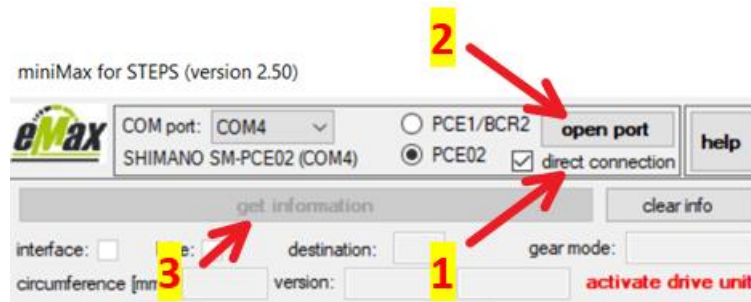 2
miniMax for STEPS (version 2.50)
eMax COM port: COM4 PCE1/BCR2 open port help
SHIMANO SM-PCE02 (COM4) PCE02 direct connection
get information clear info
interface: destination: gear mode:
3 1
circumference [mm version: activate drive unit